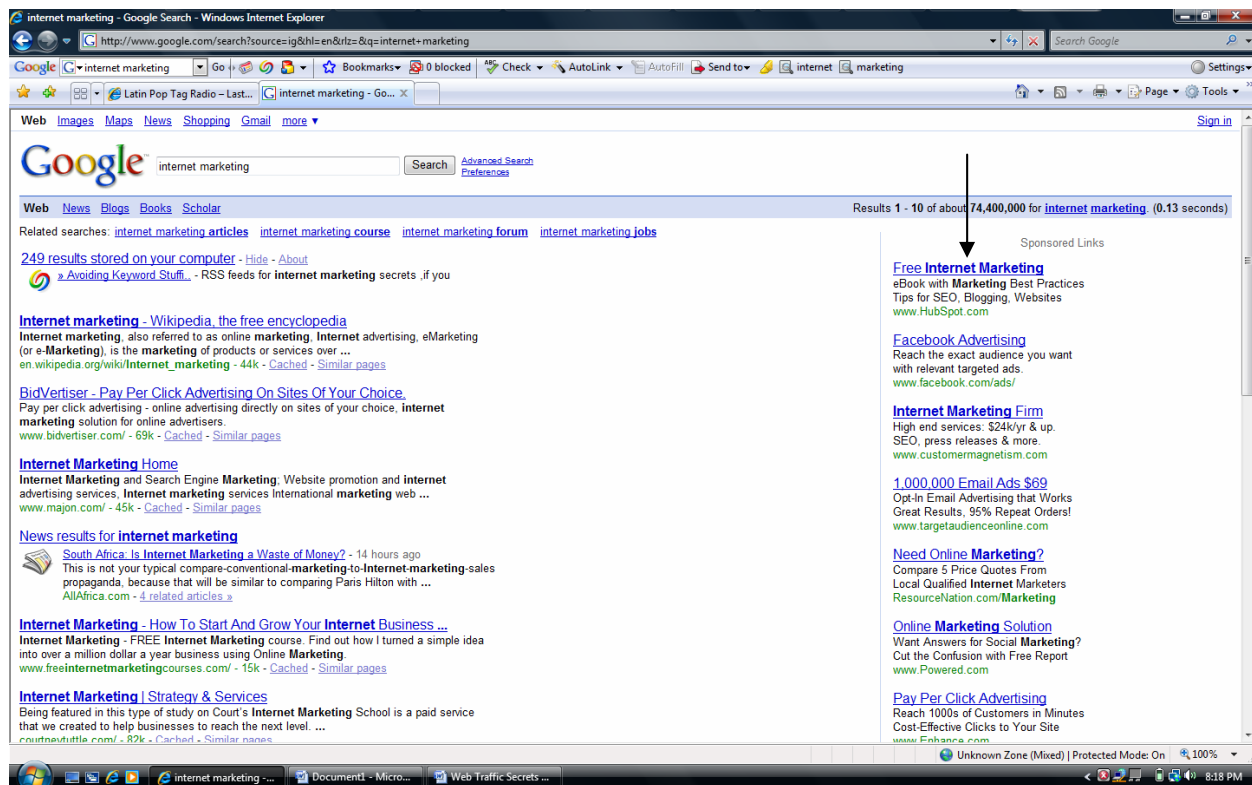 internet marketing - Google Search - Windows Internet Explorer
http://www.google.com/search?source=ig&hl=en&rlz=&q=internet+marketing
Search Google
Google internet marketing Go Bookmarks 0 blocked Check AutoLink AutoFill Send to internet marketing Settings
Latin Pop Tag Radio – Last... internet marketing - Go... Page Tools
Web Images Maps News Shopping Gmail more Sign in
Google internet marketing Search Advanced Search
Preferences
Web News Blogs Books Scholar Results 1 - 10 of about 74,400,000 for internet marketing. (0.13 seconds)
Related searches: internet marketing articles internet marketing course internet marketing forum internet marketing jobs
249 results stored on your computer - Hide - About
» Avoiding Keyword Stuffi.. - RSS feeds for internet marketing secrets ,if you
Internet marketing - Wikipedia, the free encyclopedia
Internet marketing, also referred to as online marketing, Internet advertising, eMarketing
(or e-Marketing), is the marketing of products or services over ...
en.wikipedia.org/wiki/Internet_marketing - 44k - Cached - Similar pages
BidVertiser - Pay Per Click Advertising On Sites Of Your Choice.
Pay per click advertising - online advertising directly on sites of your choice, internet
marketing solution for online advertisers.
www.bidvertiser.com/ - 69k - Cached - Similar pages
Internet Marketing Home
Internet Marketing and Search Engine Marketing; Website promotion and internet
advertising services, Internet marketing services International marketing web ...
www.majon.com/ - 45k - Cached - Similar pages
News results for internet marketing
South Africa: Is Internet Marketing a Waste of Money? - 14 hours ago
This is not your typical compare-conventional-marketing-to-Internet-marketing-sales
propaganda, because that will be similar to comparing Paris Hilton with ...
AllAfrica.com - 4 related articles »
Internet Marketing - How To Start And Grow Your Internet Business ...
Internet Marketing - FREE Internet Marketing course. Find out how I turned a simple idea
into over a million dollar a year business using Online Marketing.
www.freeinternetmarketingcourses.com/ - 15k - Cached - Similar pages
Internet Marketing | Strategy & Services
Being featured in this type of study on Court's Internet Marketing School is a paid service
that we created to help businesses to reach the next level. ...
courtneytuttle.com/ - 82k - Cached - Similar pages
Sponsored Links
Free Internet Marketing
eBook with Marketing Best Practices
Tips for SEO, Blogging, Websites
www.HubSpot.com
Facebook Advertising
Reach the exact audience you want
with relevant targeted ads.
www.facebook.com/ads/
Internet Marketing Firm
High end services: $24k/yr & up.
SEO, press releases & more.
www.customermagnetism.com
1,000,000 Email Ads $69
Opt-In Email Advertising that Works
Great Results, 95% Repeat Orders!
www.targetaudienceonline.com
Need Online Marketing?
Compare 5 Price Quotes From
Local Qualified Internet Marketers
ResourceNation.com/Marketing
Online Marketing Solution
Want Answers for Social Marketing?
Cut the Confusion with Free Report
www.Powered.com
Pay Per Click Advertising
Reach 1000s of Customers in Minutes
Cost-Effective Clicks to Your Site
www.Enhance.com
Unknown Zone (Mixed) | Protected Mode: On 100%
internet marketing -... Document1 - Micro... Web Traffic Secrets ... 8:18 PM